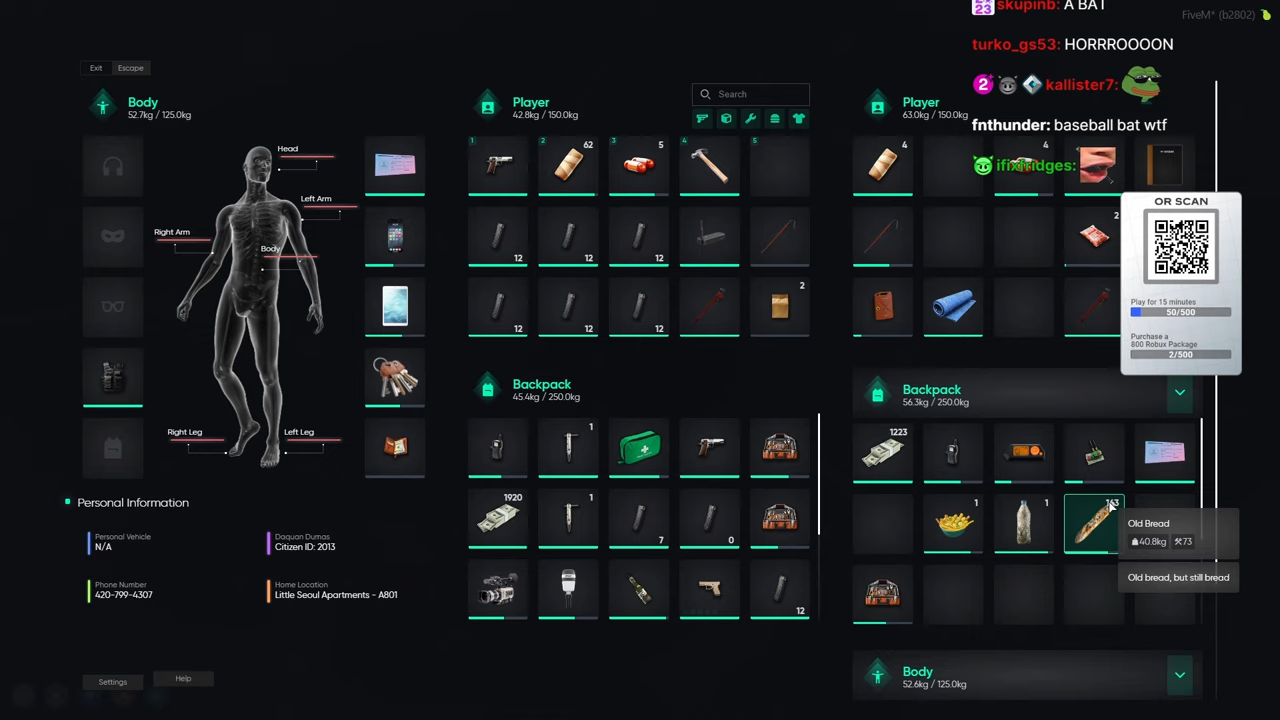 skupinb: A BAT
FiveM* (b2802)
turko_gs53: HORRROOOON
2 kallister7:
fnthunder: baseball bat wtf
ifixfridges:
Exit Escape
Body
52.7kg / 125.0kg
Head
Left Arm
Right Arm
Body
Right Leg
Left Leg
Personal Information
Personal Vehicle
N/A
Daquan Dumas
Citizen ID: 2013
Phone Number
420-799-4307
Home Location
Little Seoul Apartments - A801
Settings
Help
Player
42.8kg / 150.0kg
Search
1
2 62
3 5
4
5
12 12 12
12 12 12 2
Backpack
45.4kg / 250.0kg
1
1920 1 7 0
12
Player
63.0kg / 150.0kg
4 4
2
OR SCAN
Play for 15 minutes
50/500
Purchase a
800 Robux Package
2/500
Backpack
56.3kg / 250.0kg
1223
1 1 163
Old Bread
40.8kg 73
Old bread, but still bread
Body
52.6kg / 125.0kg